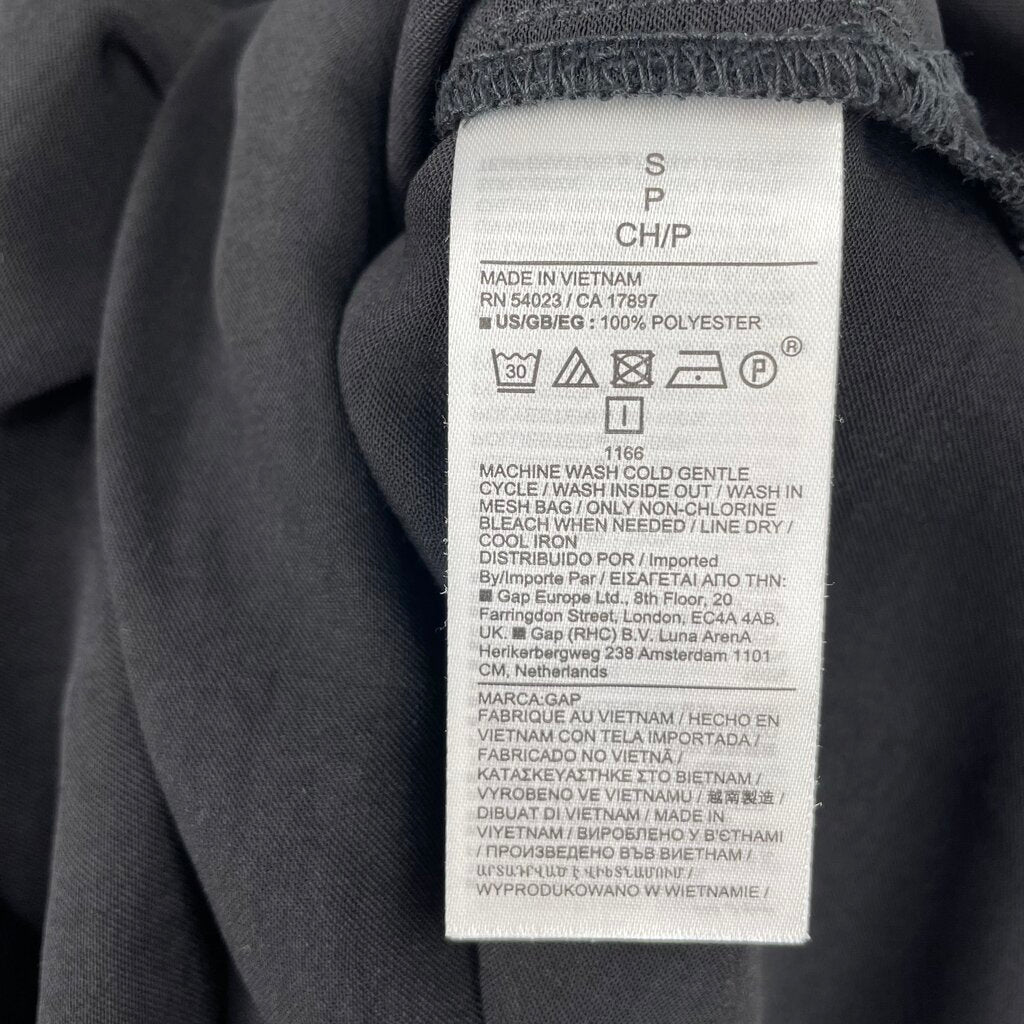 S
P
CH/P
MADE IN VIETNAM
RN 54023 / CA 17897
■ US/GB/EG : 100% POLYESTER
30 P ®
I
1166
MACHINE WASH COLD GENTLE
CYCLE / WASH INSIDE OUT / WASH IN
MESH BAG / ONLY NON-CHLORINE
BLEACH WHEN NEEDED / LINE DRY /
COOL IRON
DISTRIBUIDO POR / Imported
By/Importe Par / ΕΙΣΑΓΕΤΑΙ ΑΠΟ ΤΗΝ:
■ Gap Europe Ltd., 8th Floor, 20
Farringdon Street, London, EC4A 4AB,
UK. ■ Gap (RHC) B.V. Luna ArenA
Herikerbergweg 238 Amsterdam 1101
CM, Netherlands
MARCA:GAP
FABRIQUE AU VIETNAM / HECHO EN
VIETNAM CON TELA IMPORTADA /
FABRICADO NO VIETNÃ /
ΚΑΤΑΣΚΕΥΑΣΤΗΚΕ ΣΤΟ ΒΙΕΤΝΑΜ /
VYROBENO VE VIETNAMU / 越南製造 /
DIBUAT DI VIETNAM / MADE IN
VIYETNAM / ВИРОБЛЕНО У В'ЄТНАМІ
/ ПРОИЗВЕДЕНО ВЪВ ВИЕТНАМ /
ԱՐՏԱԴՐՎԱԾ Է ՎԻԵՏՆԱՄՈՒՄ /
WYPRODUKOWANO W WIETNAMIE /